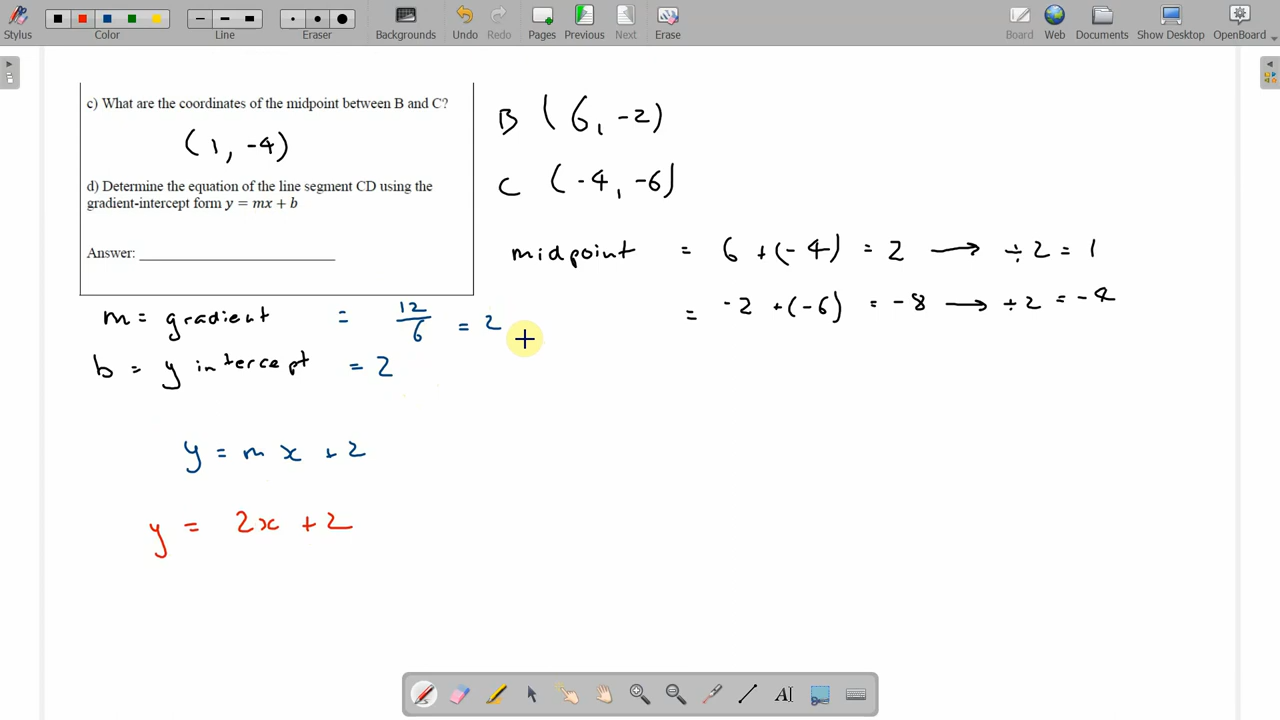 Stylus
Color
Line
Eraser
Backgrounds
Undo
Redo
Pages
Previous
Next
Erase
Board
Web
Documents
Show Desktop
OpenBoard
c) What are the coordinates of the midpoint between B and C?
(1, -4)
d) Determine the equation of the line segment CD using the
gradient-intercept form y = mx + b
Answer: ____________________
B (6, -2)
C (-4, -6)
midpoint = 6 + (-4) = 2 → ÷2 = 1
= -2 + (-6) = -8 → ÷2 = -4
m = gradient = 12/6 = 2
b = y intercept = 2
y = mx + 2
y = 2x + 2
AI